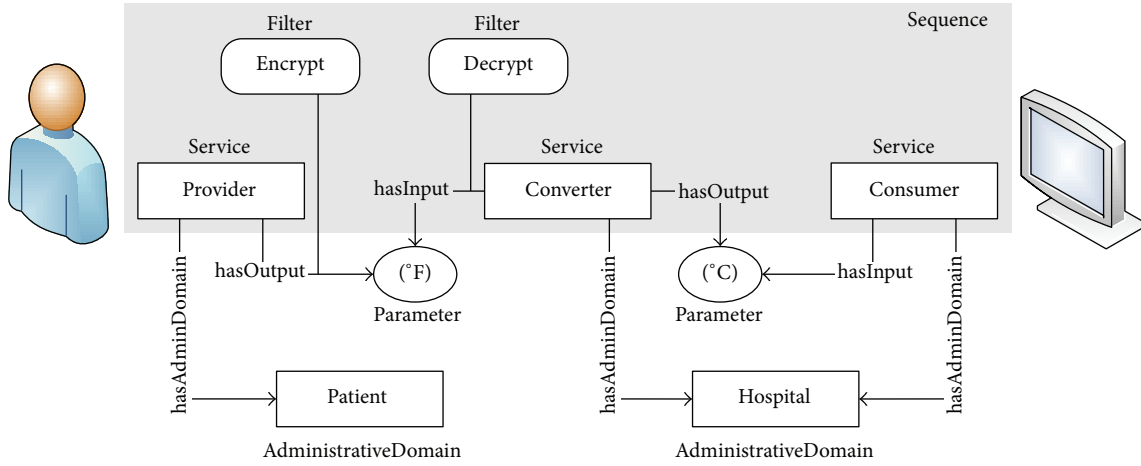 Sequence
Filter
Filter
Encrypt
Decrypt
Service
Service
Service
Provider
hasInput
Converter
hasOutput
Consumer
hasOutput
(°F)
(°C)
hasInput
Parameter
Parameter
hasAdminDomain
hasAdminDomain
hasAdminDomain
Patient
Hospital
AdministrativeDomain
AdministrativeDomain